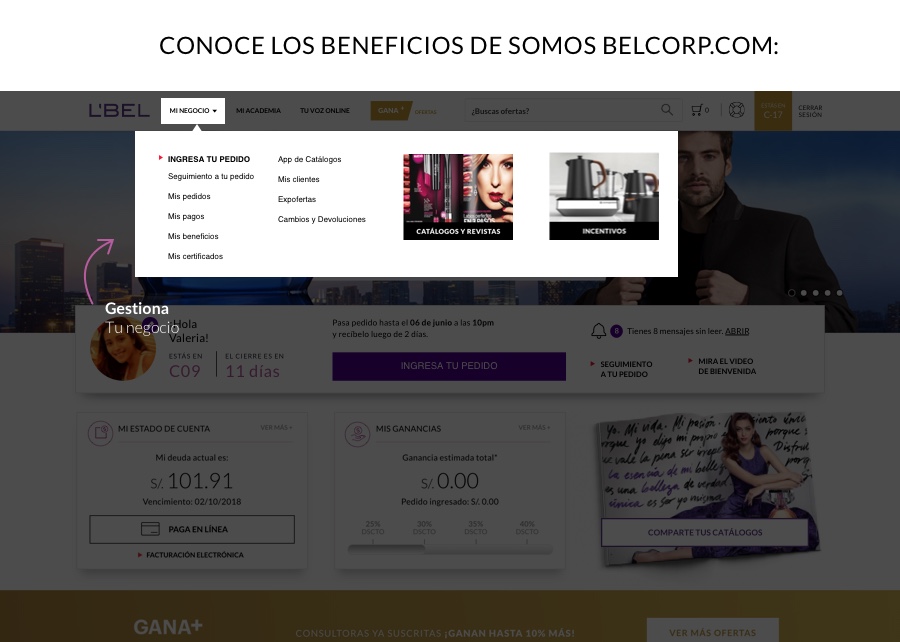 CONOCE LOS BENEFICIOS DE SOMOS BELCORP.COM:
L'BEL
MI NEGOCIO
MI ACADEMIA
TU VOZ ONLINE
GANA+
¿Buscas ofertas?
0
C-17
CERRAR
SESIÓN
INGRESA TU PEDIDO
Seguimiento a tu pedido
Mis pedidos
Mis pagos
Mis beneficios
Mis certificados
App de Catálogos
Mis clientes
Expofertas
Cambios y Devoluciones
CATÁLOGOS Y REVISTAS
INCENTIVOS
Gestiona
Tu negocio
Hola
Valeria!
ESTÁS EN
C09
EL CIERRE ES EN
11 días
Pasa pedido hasta el 06 de junio a las 10pm
y recíbelo luego de 2 días.
INGRESA TU PEDIDO
8 Tienes 8 mensajes sin leer. ABRIR
SEGUIMIENTO
A TU PEDIDO
MIRA EL VIDEO
DE BIENVENIDA
MI ESTADO DE CUENTA
VER MÁS +
Mi deuda actual es:
S/. 101.91
Vencimiento: 02/10/2018
PAGA EN LÍNEA
FACTURACIÓN ELECTRÓNICA
MIS GANANCIAS
VER MÁS +
Ganancia estimada total*
S/. 0.00
Pedido ingresado: S/. 0.00
25% 30% 35% 40%
DSCTO DSCTO DSCTO DSCTO
COMPARTE TUS CATÁLOGOS
GANA+
CONSULTORAS YA SUSCRITAS ¡GANAN HASTA 10% MÁS!
VER MÁS OFERTAS